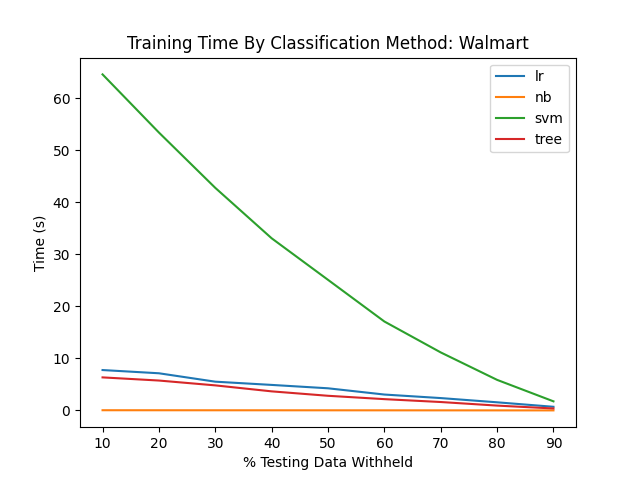 Training Time By Classification Method: Walmart
lr
nb
svm
tree
Time (s)
60
50
40
30
20
10
0
10 20 30 40 50 60 70 80 90
% Testing Data Withheld